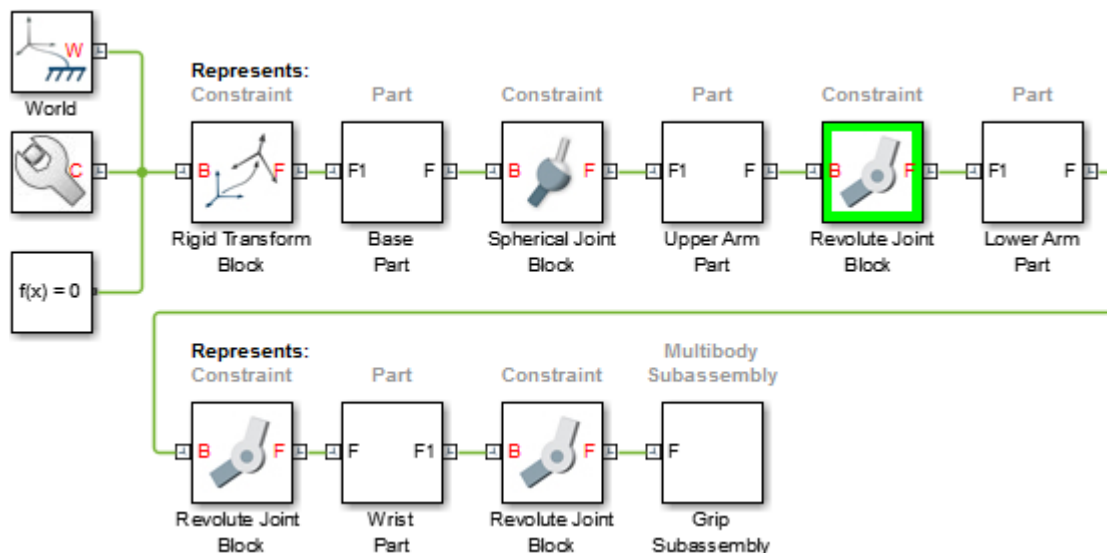 W
World
C
f(x) = 0
Represents:
Constraint Part Constraint Part Constraint Part
B F F1 F B F F1 F B F F1 F
Rigid Transform Base Spherical Joint Upper Arm Revolute Joint Lower Arm
Block Part Block Part Block Part
Represents: Multibody
Constraint Part Constraint Subassembly
B F F F1 B F F
Revolute Joint Wrist Revolute Joint Grip
Block Part Block Subassembly